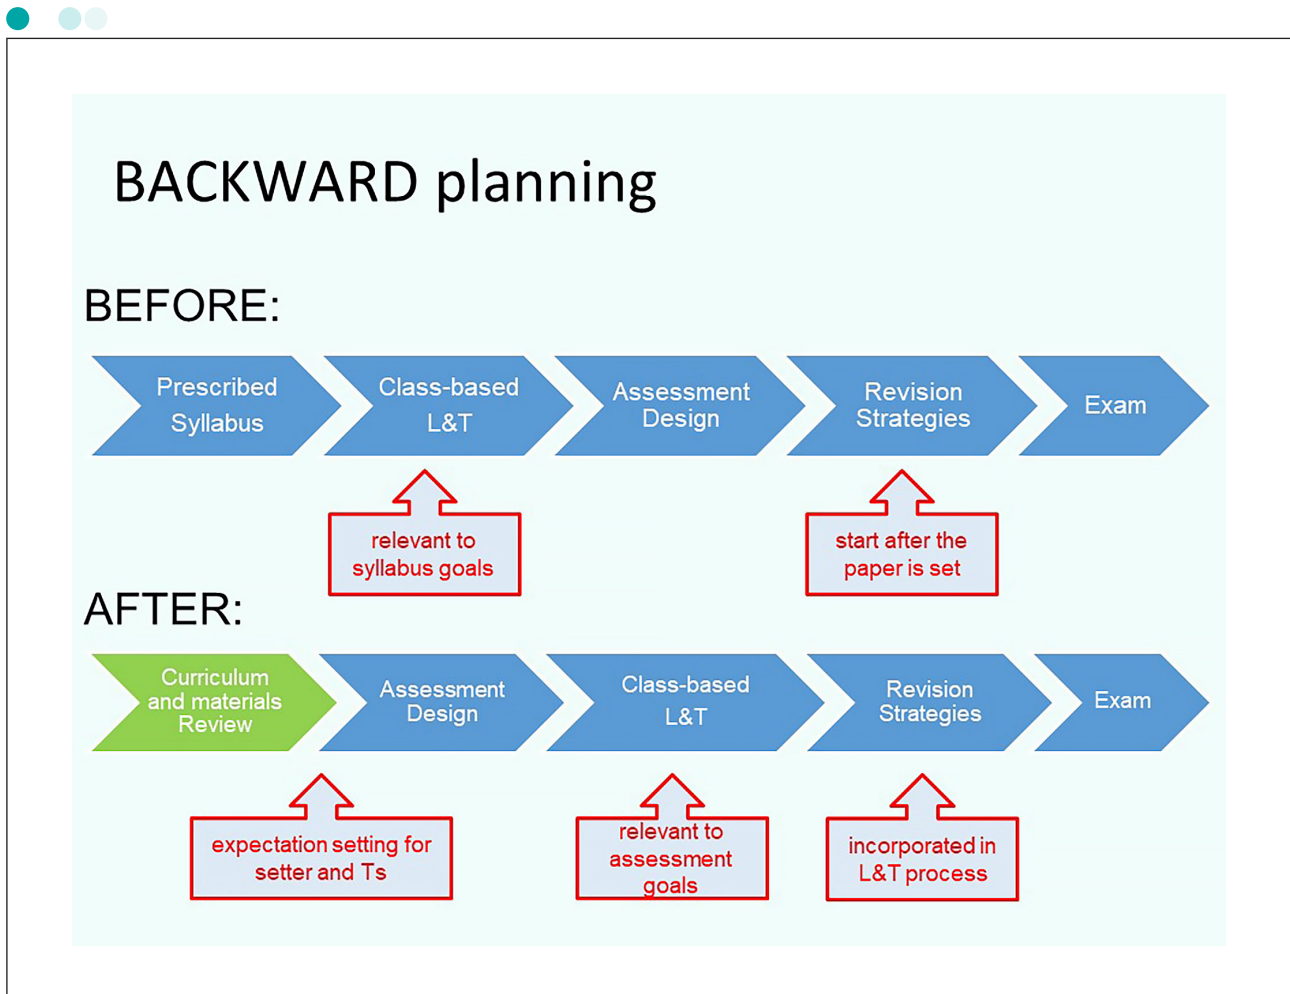 BACKWARD planning
BEFORE:
Prescribed
Syllabus
Class-based
L&T
Assessment
Design
Revision
Strategies
Exam
relevant to
syllabus goals
start after the
paper is set
AFTER:
Curriculum
and materials
Review
Assessment
Design
Class-based
L&T
Revision
Strategies
Exam
expectation setting for
setter and Ts
relevant to
assessment
goals
incorporated in
L&T process